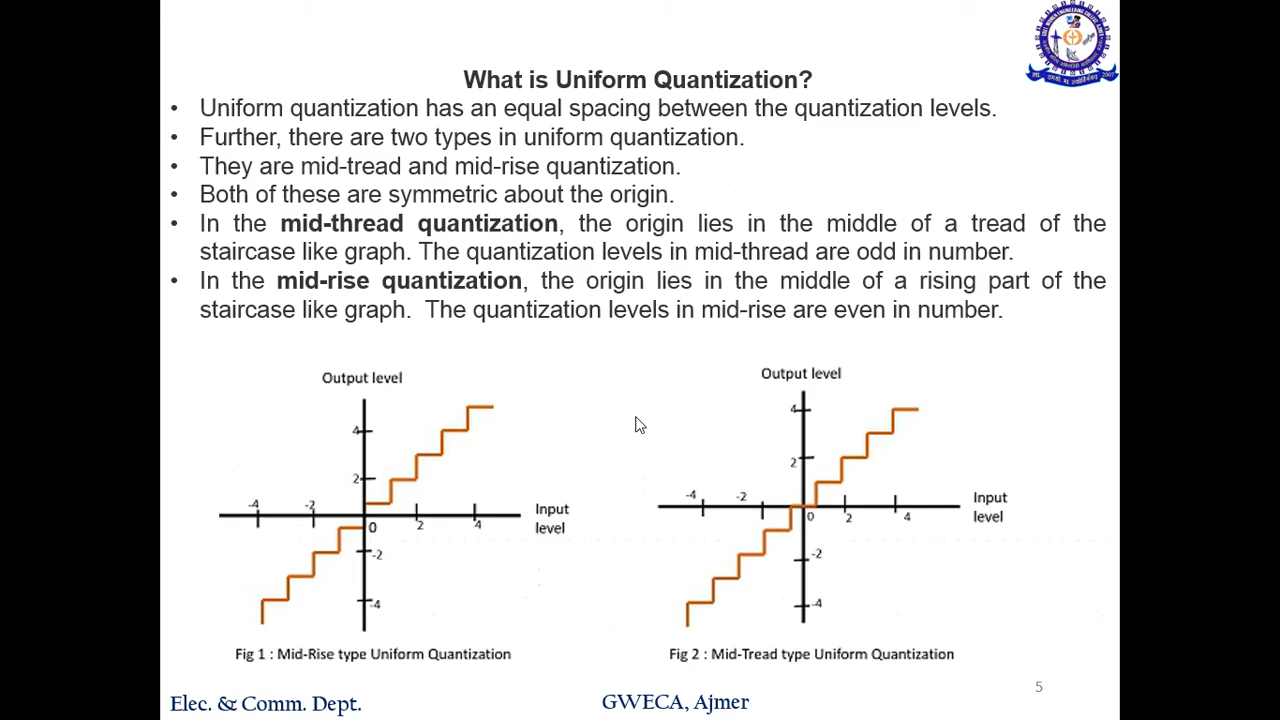 What is Uniform Quantization?
• Uniform quantization has an equal spacing between the quantization levels.
• Further, there are two types in uniform quantization.
• They are mid-tread and mid-rise quantization.
• Both of these are symmetric about the origin.
• In the mid-thread quantization, the origin lies in the middle of a tread of the
staircase like graph. The quantization levels in mid-thread are odd in number.
• In the mid-rise quantization, the origin lies in the middle of a rising part of the
staircase like graph. The quantization levels in mid-rise are even in number.
Output level
4
2
-4 -2
0 2 4
Input
level
-2
-4
Fig 1 : Mid-Rise type Uniform Quantization
Output level
4
2
-4 -2
0 2 4
Input
level
-2
-4
Fig 2 : Mid-Tread type Uniform Quantization
5
Elec. & Comm. Dept.
GWECA, Ajmer